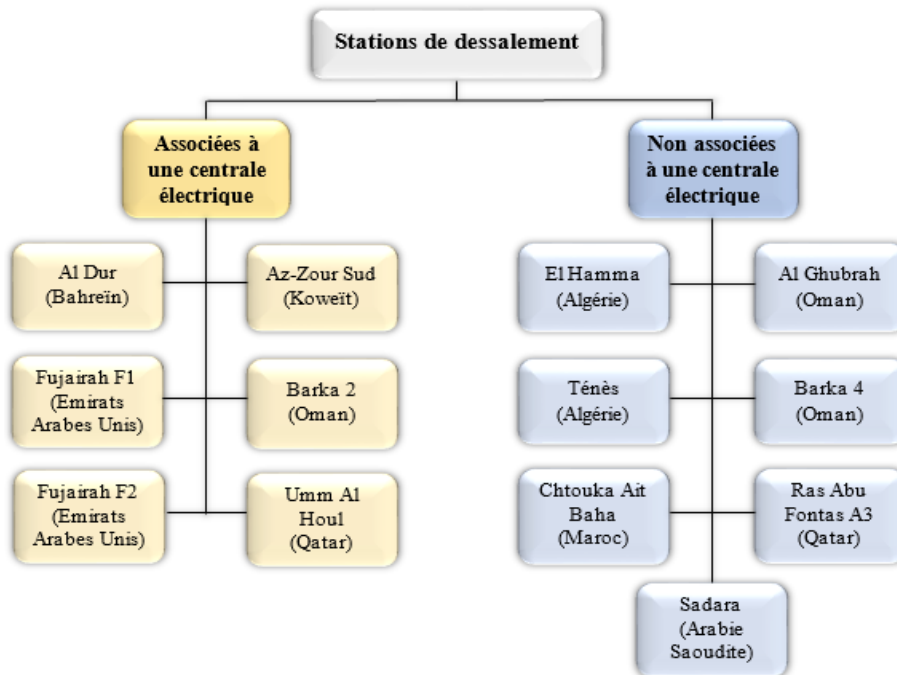 Stations de dessalement
Associées à
une centrale
électrique
Non associées
à une centrale
électrique
Al Dur
(Bahreïn)
Az-Zour Sud
(Koweït)
El Hamma
(Algérie)
Al Ghubrah
(Oman)
Fujairah F1
(Emirats
Arabes Unis)
Barka 2
(Oman)
Ténès
(Algérie)
Barka 4
(Oman)
Fujairah F2
(Emirats
Arabes Unis)
Umm Al
Houl
(Qatar)
Chtouka Ait
Baha
(Maroc)
Ras Abu
Fontas A3
(Qatar)
Sadara
(Arabie
Saoudite)